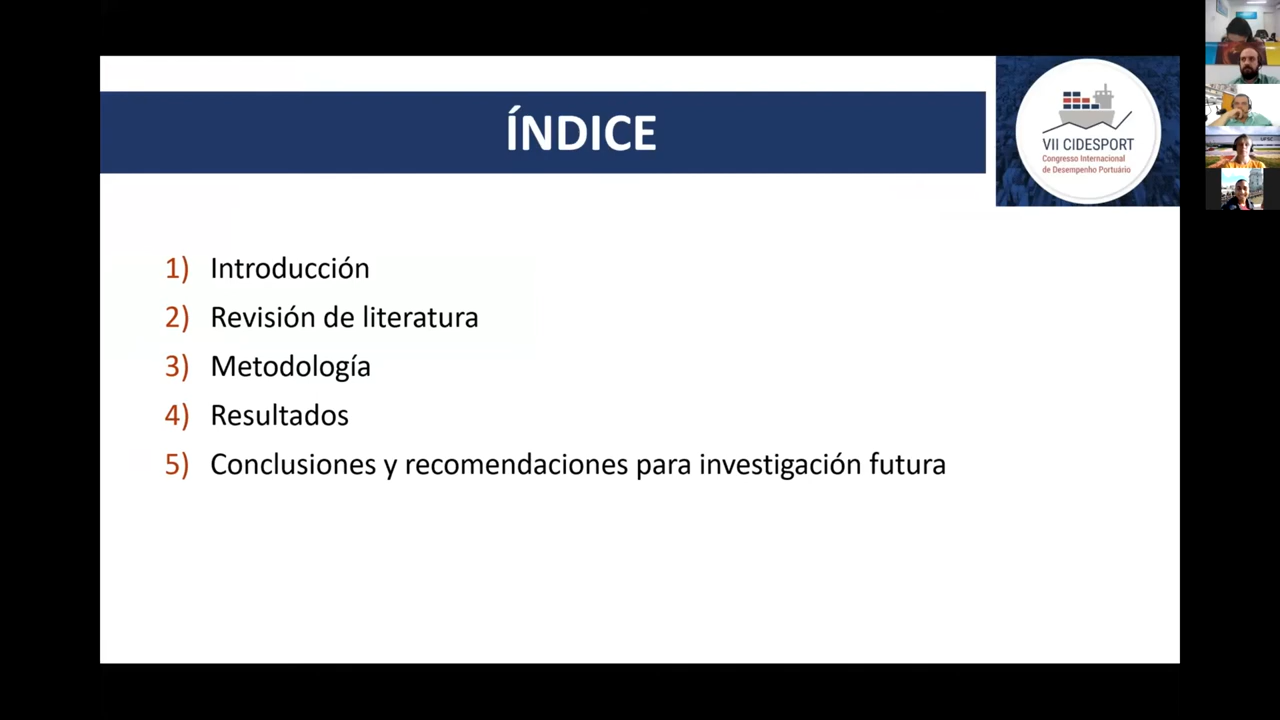 ÍNDICE
VII CIDESPORT
Congresso Internacional
de Desempenho Portuário
1) Introducción
2) Revisión de literatura
3) Metodología
4) Resultados
5) Conclusiones y recomendaciones para investigación futura